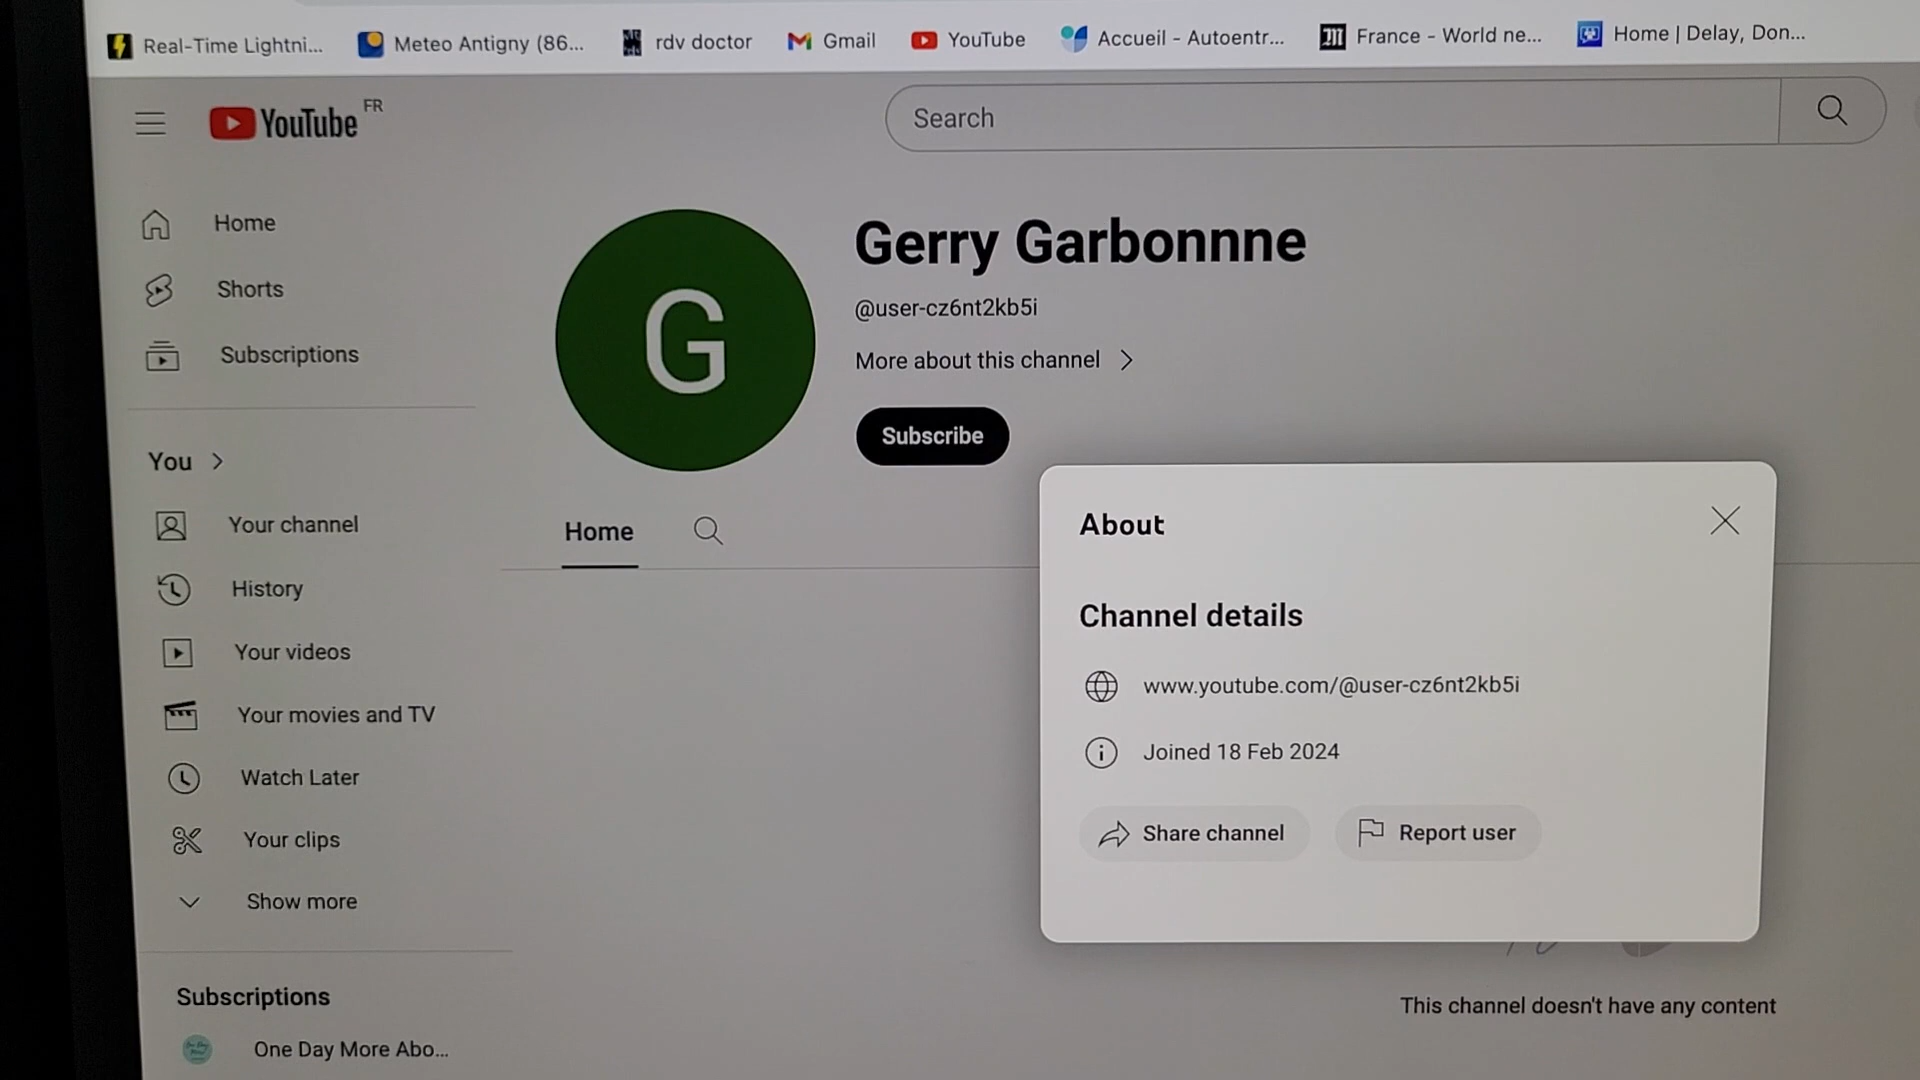 Real-Time Lightni...
Meteo Antigny (86...
rdv doctor
Gmail
YouTube
Accueil - Autoentr...
France - World ne...
Home | Delay, Don...
YouTube FR
Search
Home
Shorts
Subscriptions
You
Your channel
History
Your videos
Your movies and TV
Watch Later
Your clips
Show more
Subscriptions
One Day More Abo...
G
Gerry Garbonnne
@user-cz6nt2kb5i
More about this channel
Subscribe
Home
About
Channel details
www.youtube.com/@user-cz6nt2kb5i
Joined 18 Feb 2024
Share channel
Report user
This channel doesn't have any content